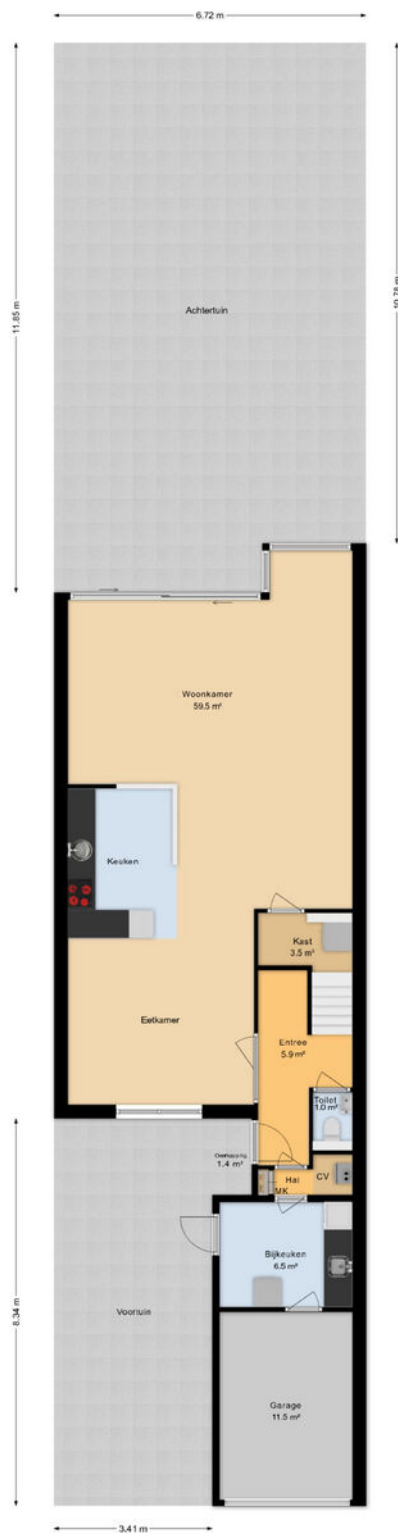 6.72 m
11.85 m
10.78 m
Achtertuin
Woonkamer
59.5 m²
Keuken
Kast
3.5 m²
Eetkamer
Entree
5.9 m²
Toilet
1.0 m²
Overkapping
1.4 m²
Hal
CV
MK
Bijkeuken
6.5 m²
8.34 m
Voortuin
Garage
11.5 m²
3.41 m